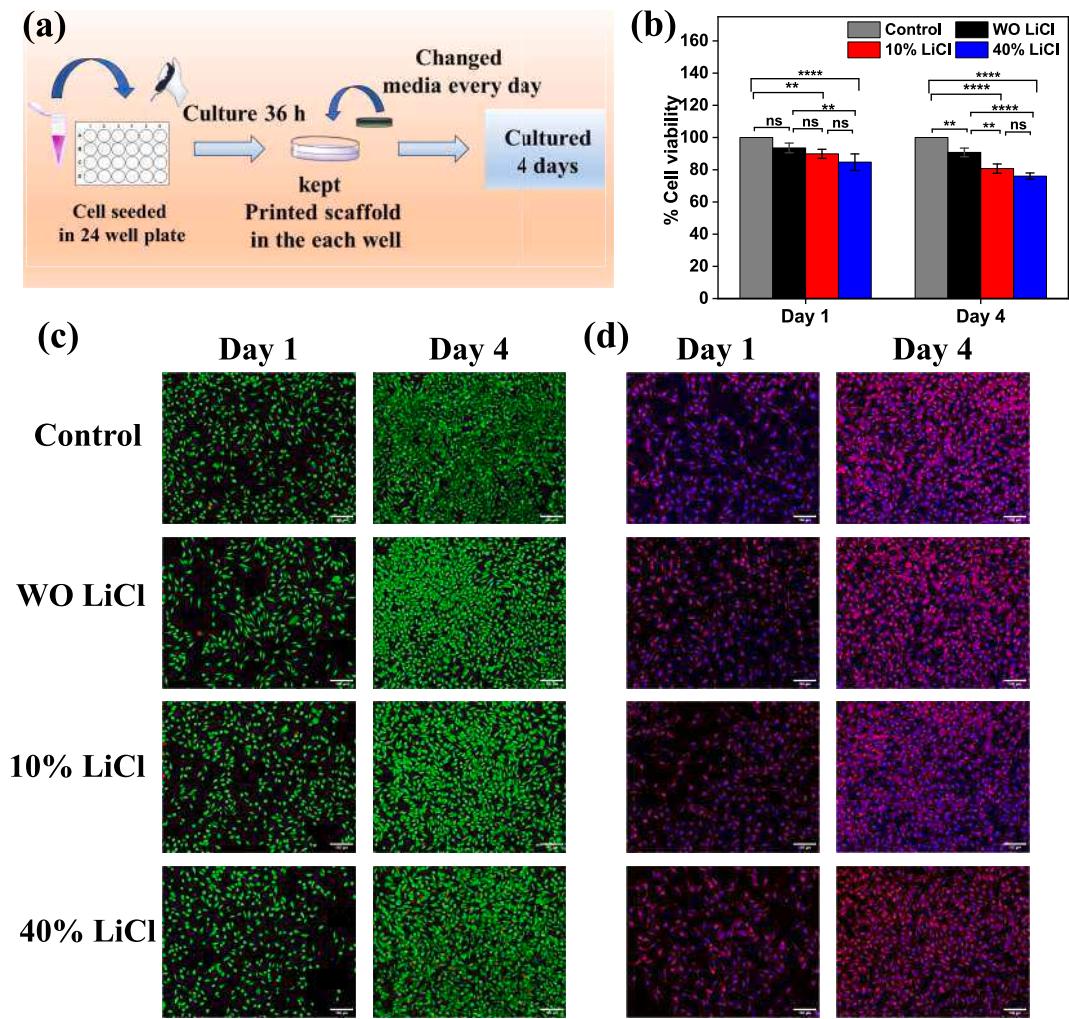 (a)
Changed
media every day
Culture 36 h
Cultured
4 days
kept
Cell seeded
in 24 well plate
Printed scaffold
in the each well
(b)
Control
WO LiCl
10% LiCl
40% LiCl
160
140
120
100
80
60
40
20
0
% Cell viability
****
**
**
ns
ns
ns
****
****
****
**
**
ns
Day 1
Day 4
(c)
Day 1
Day 4
(d)
Day 1
Day 4
Control
WO LiCl
10% LiCl
40% LiCl